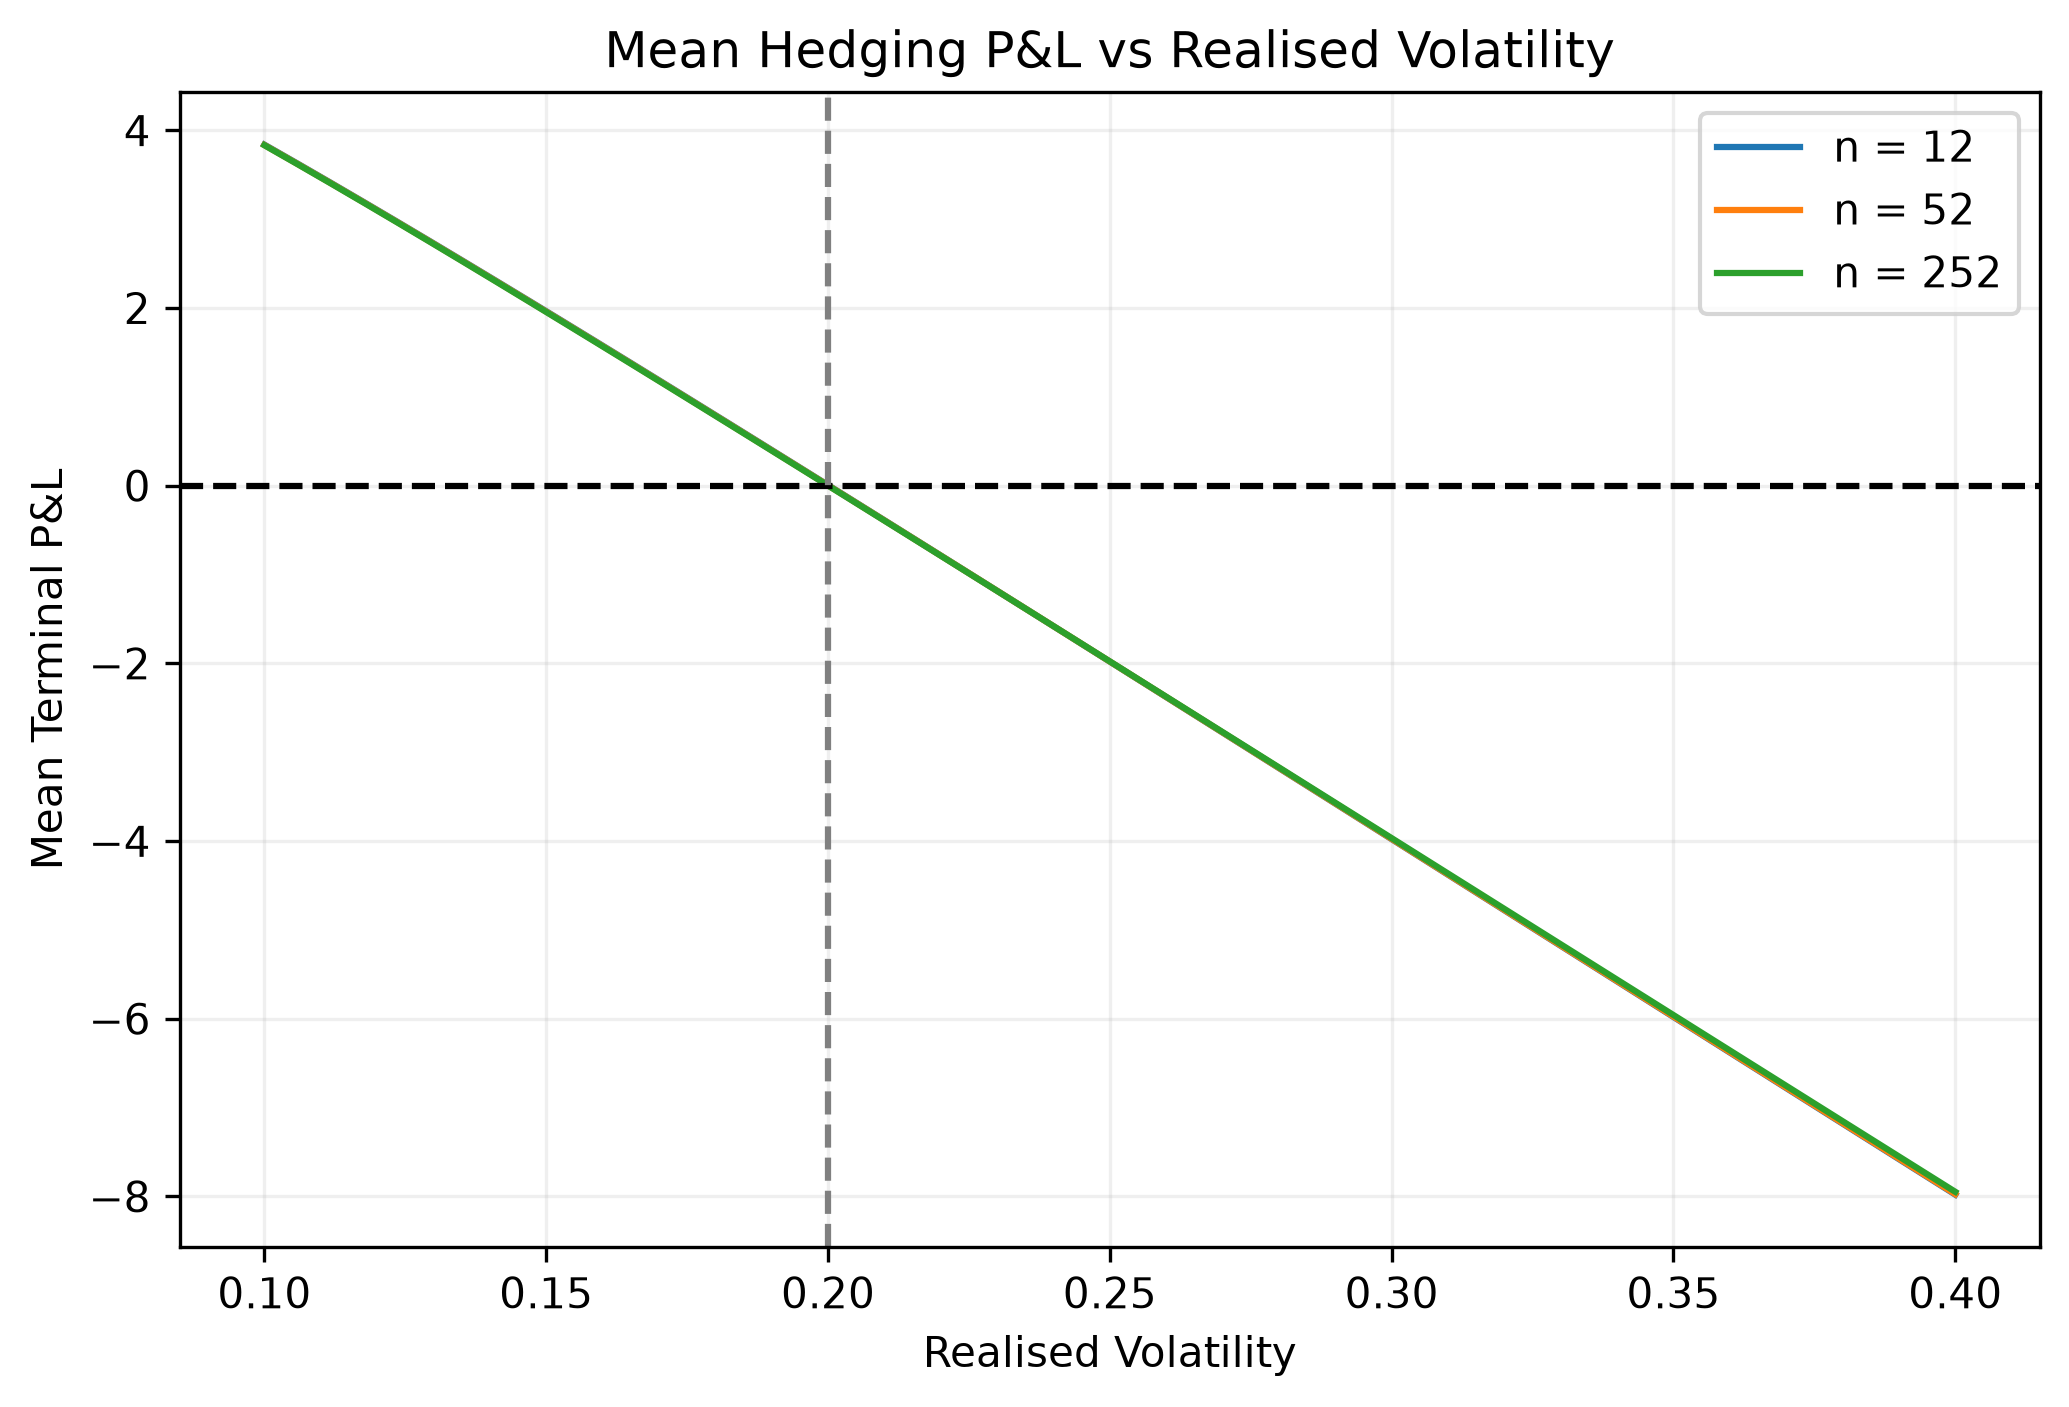 Mean Hedging P&L vs Realised Volatility
n = 12
n = 52
n = 252
Mean Terminal P&L
4
2
0
−2
−4
−6
−8
0.10 0.15 0.20 0.25 0.30 0.35 0.40
Realised Volatility